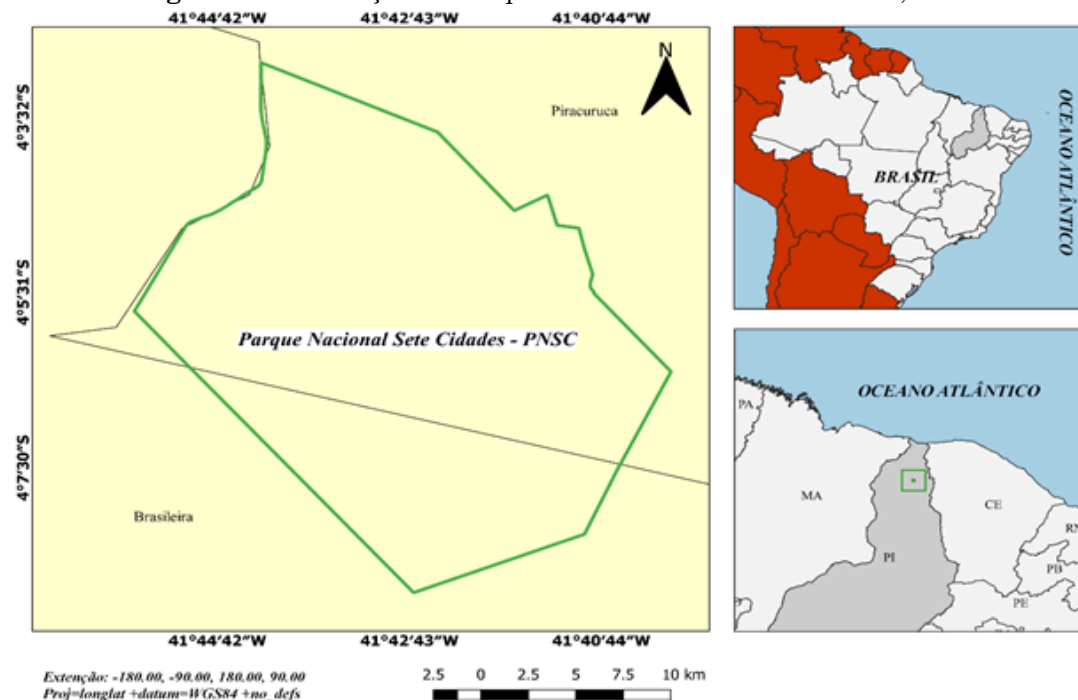 41°44′42″W 41°42′43″W 41°40′44″W
N
4°3′32″S
Piracuruca
4°5′31″S
Parque Nacional Sete Cidades - PNSC
4°7′30″S
Brasileira
41°44′42″W 41°42′43″W 41°40′44″W
BRASIL
OCEANO ATLÂNTICO
OCEANO ATLÂNTICO
PA
MA
CE
PI
PB
PE
Extenção: -180.00, -90.00, 180.00, 90.00
Proj=longlat +datum=WGS84 +no_defs
2.5 0 2.5 5 7.5 10 km